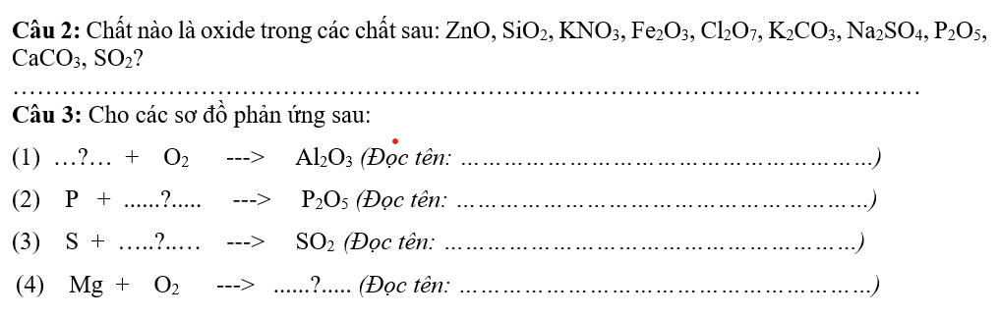 Câu 2: Chất nào là oxide trong các chất sau: ZnO, SiO₂, KNO₃, Fe₂O₃, Cl₂O₇, K₂CO₃, Na₂SO₄, P₂O₅,
CaCO₃, SO₂?
……………………………………………………………………………………………
Câu 3: Cho các sơ đồ phản ứng sau:
(1) …?… + O₂ ---> Al₂O₃ (Đọc tên: …………………………………………………)
(2) P + ......?..... ---> P₂O₅ (Đọc tên: …………………………………………………)
(3) S + …..?..… ---> SO₂ (Đọc tên: …………………………………………………)
(4) Mg + O₂ ---> ......?..... (Đọc tên: …………………………………………………)